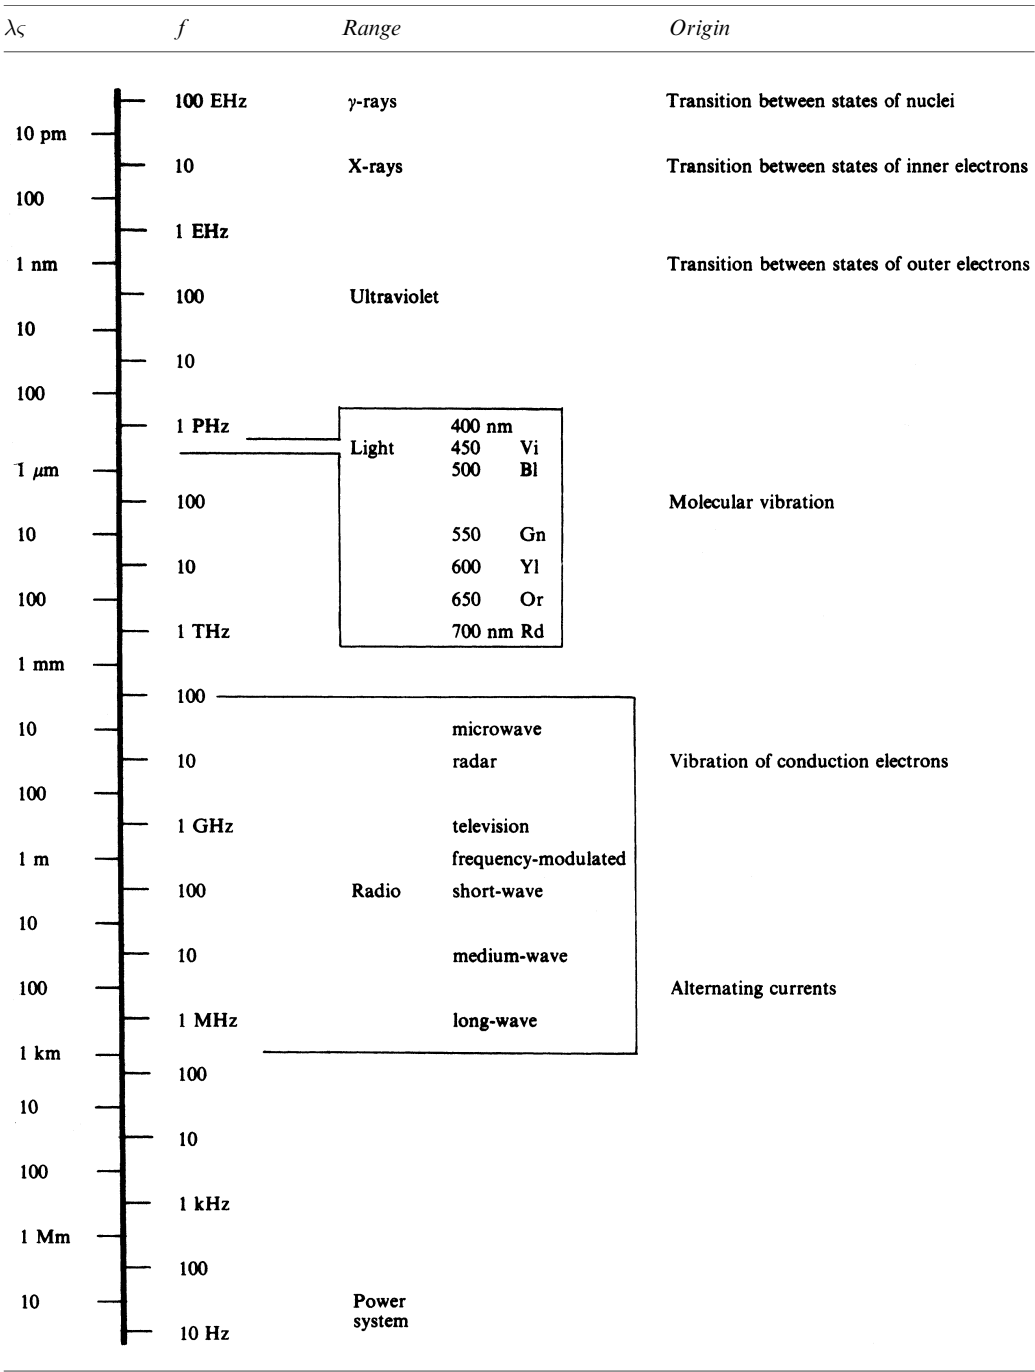 λς f Range Origin
100 EHz γ-rays Transition between states of nuclei
10 pm
10 X-rays Transition between states of inner electrons
100
1 EHz
1 nm Transition between states of outer electrons
100 Ultraviolet
10
10
100
1 PHz 400 nm
Light 450 Vi
1 μm 500 Bl
100 Molecular vibration
10 550 Gn
10 600 Yl
100 650 Or
1 THz 700 nm Rd
1 mm
100
10 microwave
10 radar Vibration of conduction electrons
100
1 GHz television
1 m frequency-modulated
100 Radio short-wave
10
10 medium-wave
100 Alternating currents
1 MHz long-wave
1 km
100
10
10
100
1 kHz
1 Mm
100
10 Power
system
10 Hz